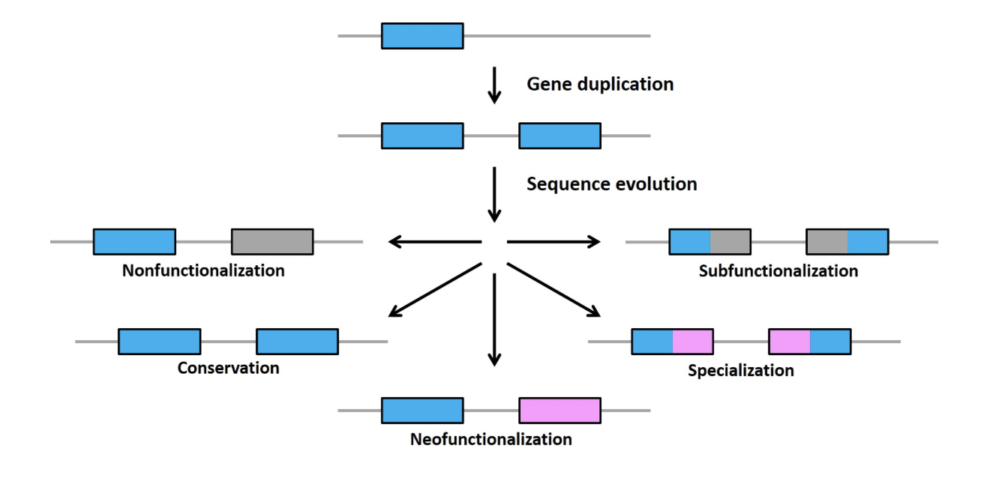 Gene duplication
Sequence evolution
Nonfunctionalization
Subfunctionalization
Conservation
Specialization
Neofunctionalization